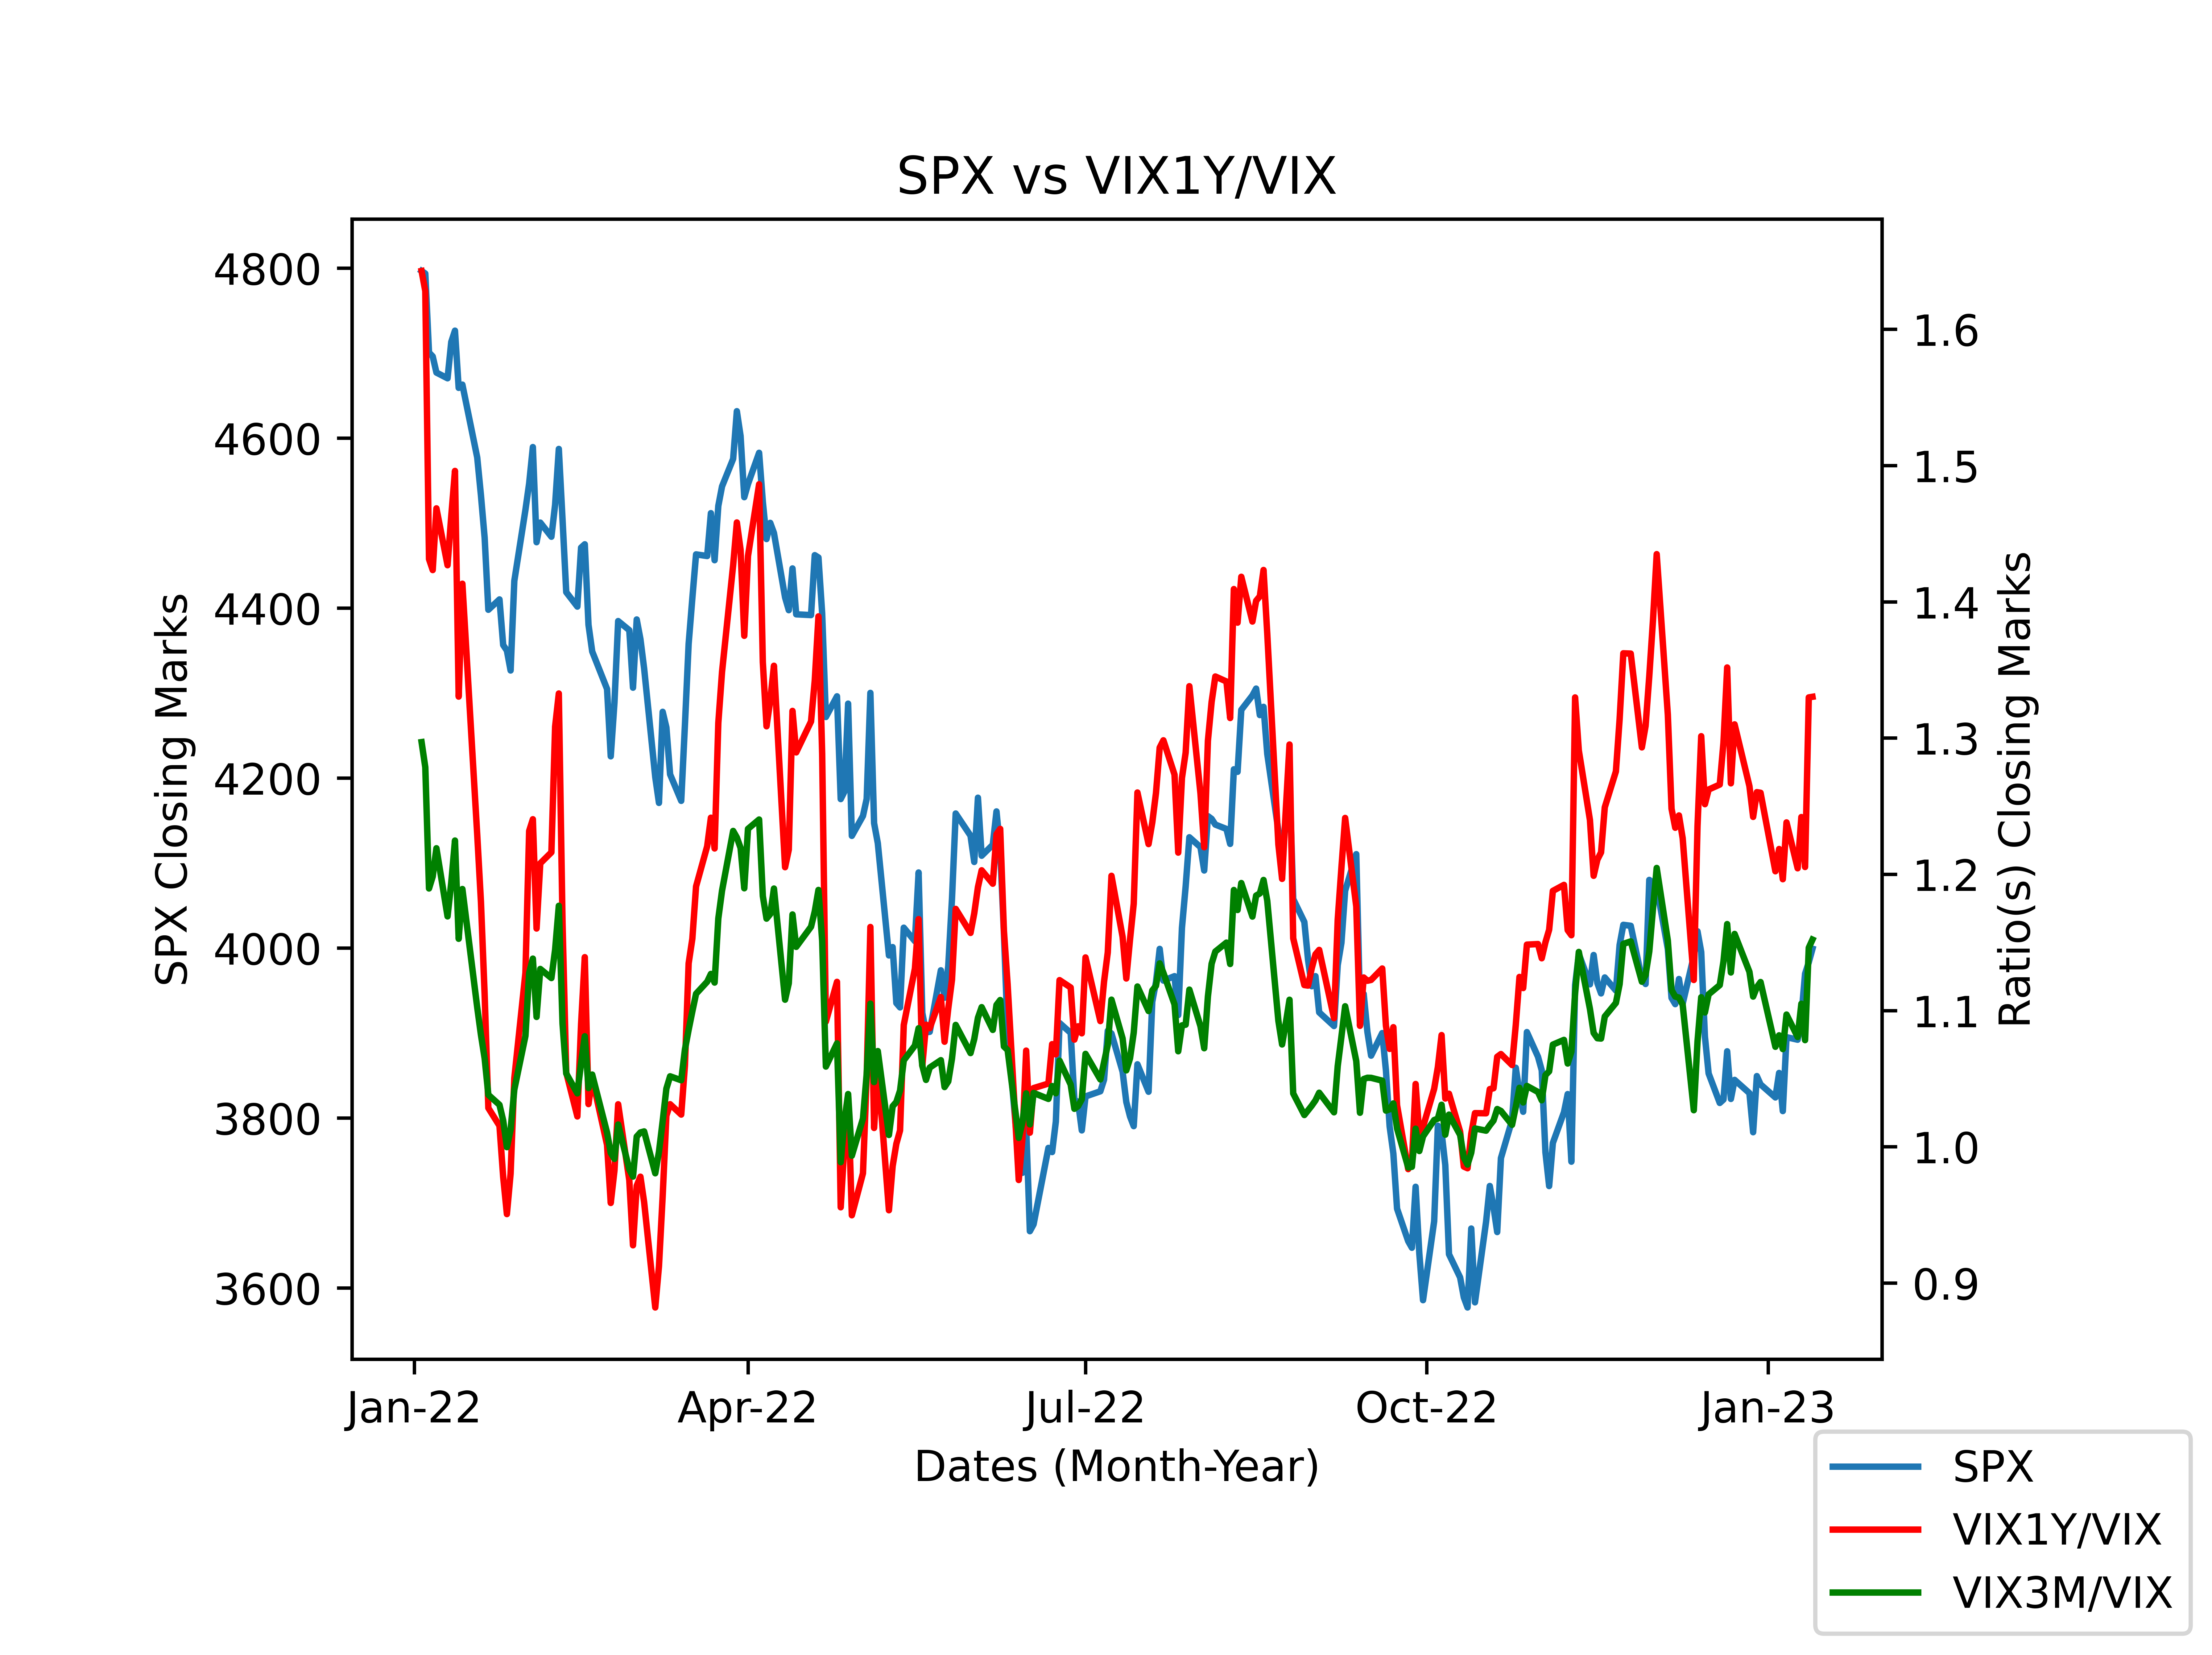 SPX vs VIX1Y/VIX
4800
4600
4400
4200
4000
3800
3600
SPX Closing Marks
1.6
1.5
1.4
1.3
1.2
1.1
1.0
0.9
Ratio(s) Closing Marks
Jan-22 Apr-22 Jul-22 Oct-22 Jan-23
Dates (Month-Year)
SPX
VIX1Y/VIX
VIX3M/VIX